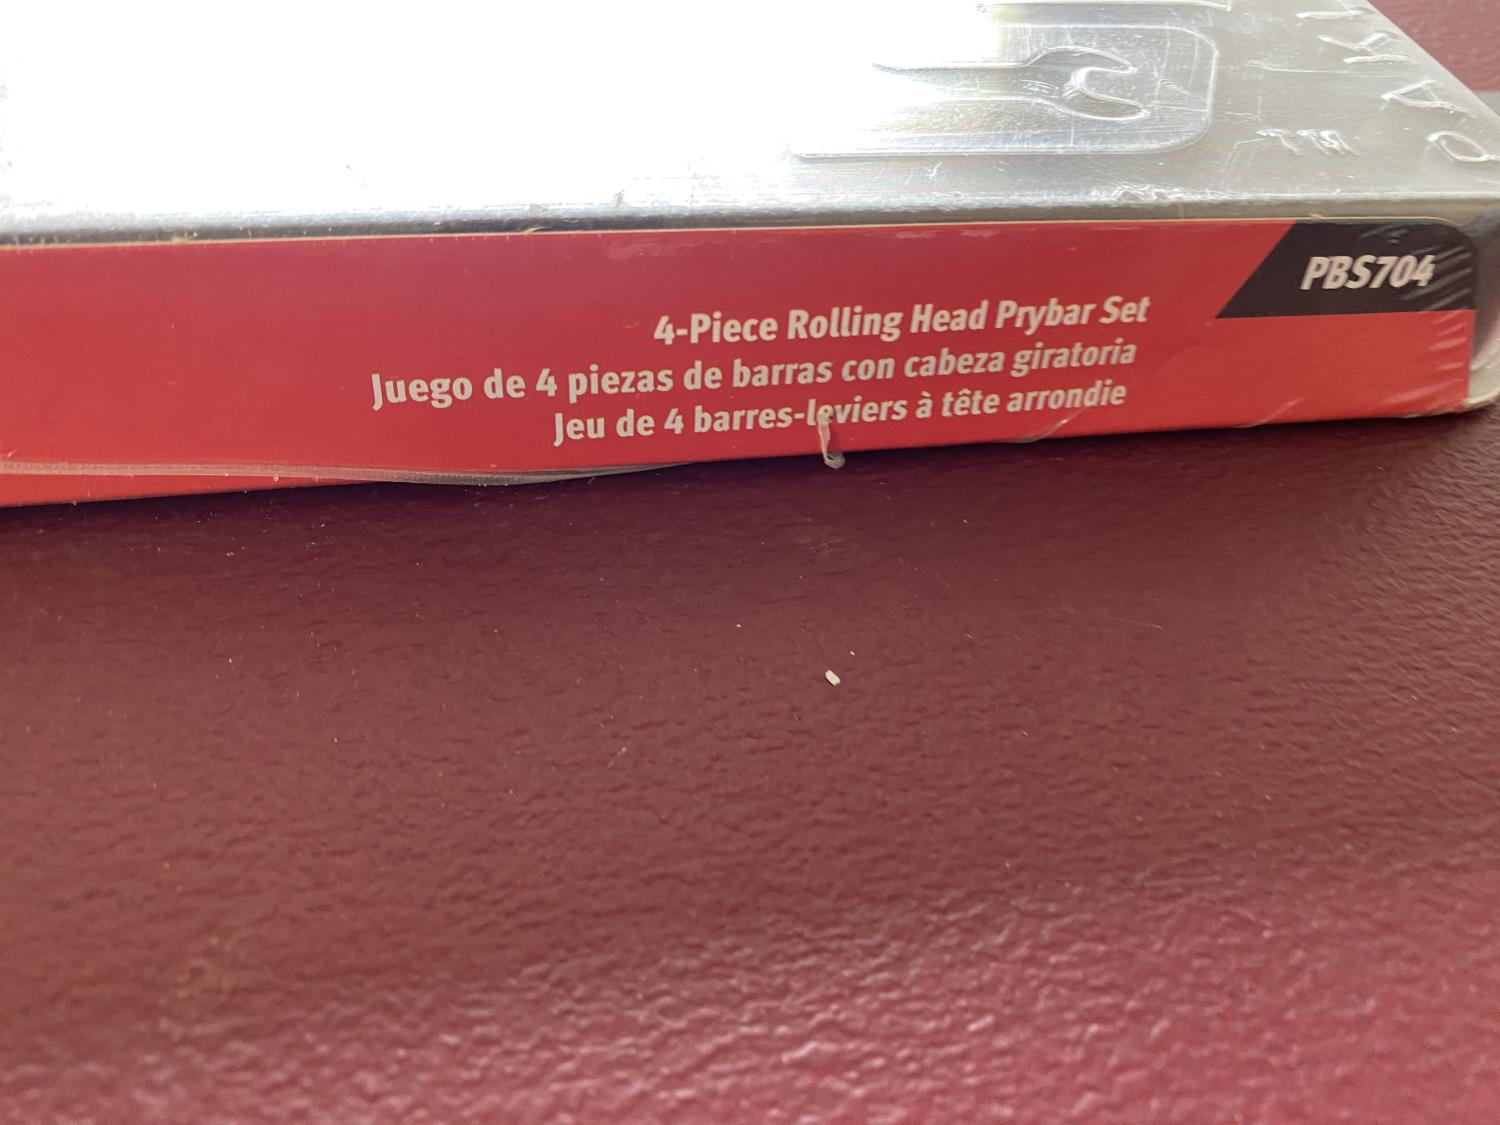 TM
PBS704
4-Piece Rolling Head Prybar Set
Juego de 4 piezas de barras con cabeza giratoria
Jeu de 4 barres-leviers à tête arrondie